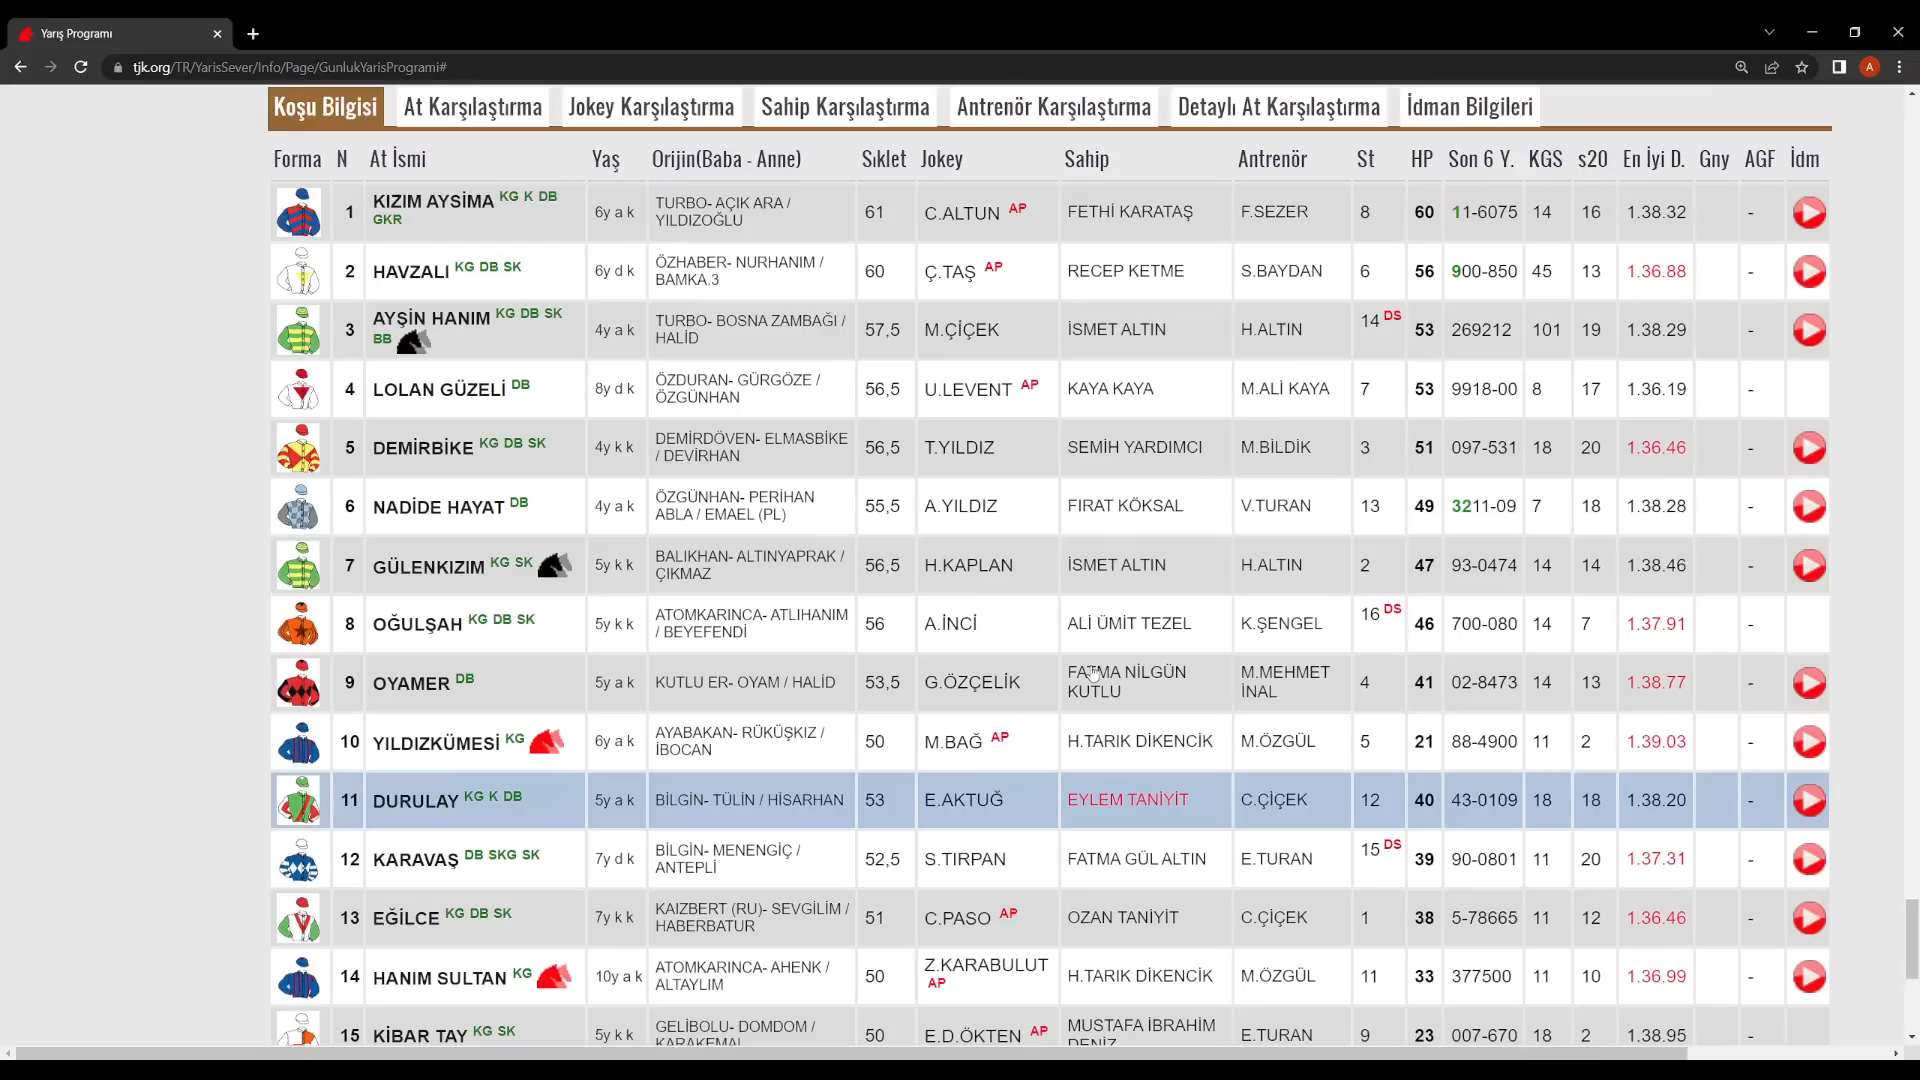 Yarış Programı
tjk.org/TR/YarisSever/Info/Page/GunlukYarisProgrami#
A
Koşu Bilgisi At Karşılaştırma Jokey Karşılaştırma Sahip Karşılaştırma Antrenör Karşılaştırma Detaylı At Karşılaştırma İdman Bilgileri
Forma N At İsmi Yaş Orijin(Baba - Anne) Sıklet Jokey Sahip Antrenör St HP Son 6 Y. KGS s20 En İyi D. Gny AGF İdm
1 KIZIM AYSİMA KG K DB GKR 6y a k TURBO- AÇIK ARA / YILDIZOĞLU 61 C.ALTUN AP FETHİ KARATAŞ F.SEZER 8 60 11-6075 14 16 1.38.32 -
2 HAVZALI KG DB SK 6y d k ÖZHABER- NURHANIM / BAMKA.3 60 Ç.TAŞ AP RECEP KETME S.BAYDAN 6 56 900-850 45 13 1.36.88 -
3 AYŞİN HANIM KG DB SK BB 4y a k TURBO- BOSNA ZAMBAĞI / HALİD 57,5 M.ÇİÇEK İSMET ALTIN H.ALTIN 14 DS 53 269212 101 19 1.38.29 -
4 LOLAN GÜZELİ DB 8y d k ÖZDURAN- GÜRGÖZE / ÖZGÜNHAN 56,5 U.LEVENT AP KAYA KAYA M.ALİ KAYA 7 53 9918-00 8 17 1.36.19 -
5 DEMİRBİKE KG DB SK 4y k k DEMİRDÖVEN- ELMASBİKE / DEVİRHAN 56,5 T.YILDIZ SEMİH YARDIMCI M.BİLDİK 3 51 097-531 18 20 1.36.46 -
6 NADİDE HAYAT DB 4y a k ÖZGÜNHAN- PERİHAN ABLA / EMAEL (PL) 55,5 A.YILDIZ FIRAT KÖKSAL V.TURAN 13 49 3211-09 7 18 1.38.28 -
7 GÜLENKIZIM KG SK 5y k k BALIKHAN- ALTINYAPRAK / ÇIKMAZ 56,5 H.KAPLAN İSMET ALTIN H.ALTIN 2 47 93-0474 14 14 1.38.46 -
8 OĞULŞAH KG DB SK 5y k k ATOMKARINCA- ATLIHANIM / BEYEFENDİ 56 A.İNCİ ALİ ÜMİT TEZEL K.ŞENGEL 16 DS 46 700-080 14 7 1.37.91 -
9 OYAMER DB 5y a k KUTLU ER- OYAM / HALİD 53,5 G.ÖZÇELİK FATMA NİLGÜN KUTLU M.MEHMET İNAL 4 41 02-8473 14 13 1.38.77 -
10 YILDIZKÜMESİ KG 6y a k AYABAKAN- RÜKÜŞKIZ / İBOCAN 50 M.BAĞ AP H.TARIK DİKENCİK M.ÖZGÜL 5 21 88-4900 11 2 1.39.03 -
11 DURULAY KG K DB 5y a k BİLGİN- TÜLİN / HİSARHAN 53 E.AKTUĞ EYLEM TANİYİT C.ÇİÇEK 12 40 43-0109 18 18 1.38.20 -
12 KARAVAŞ DB SKG SK 7y d k BİLGİN- MENENGİÇ / ANTEPLİ 52,5 S.TIRPAN FATMA GÜL ALTIN E.TURAN 15 DS 39 90-0801 11 20 1.37.31 -
13 EĞİLCE KG DB SK 7y k k KAIZBERT (RU)- SEVGİLİM / HABERBATUR 51 C.PASO AP OZAN TANİYİT C.ÇİÇEK 1 38 5-78665 11 12 1.36.46 -
14 HANIM SULTAN KG 10y a k ATOMKARINCA- AHENK / ALTAYLIM 50 Z.KARABULUT AP H.TARIK DİKENCİK M.ÖZGÜL 11 33 377500 11 10 1.36.99 -
15 KİBAR TAY KG SK 5y k k GELİBOLU- DOMDOM / KARAKEMAL 50 E.D.ÖKTEN AP MUSTAFA İBRAHİM DENİZ E.TURAN 9 23 007-670 18 2 1.38.95 -